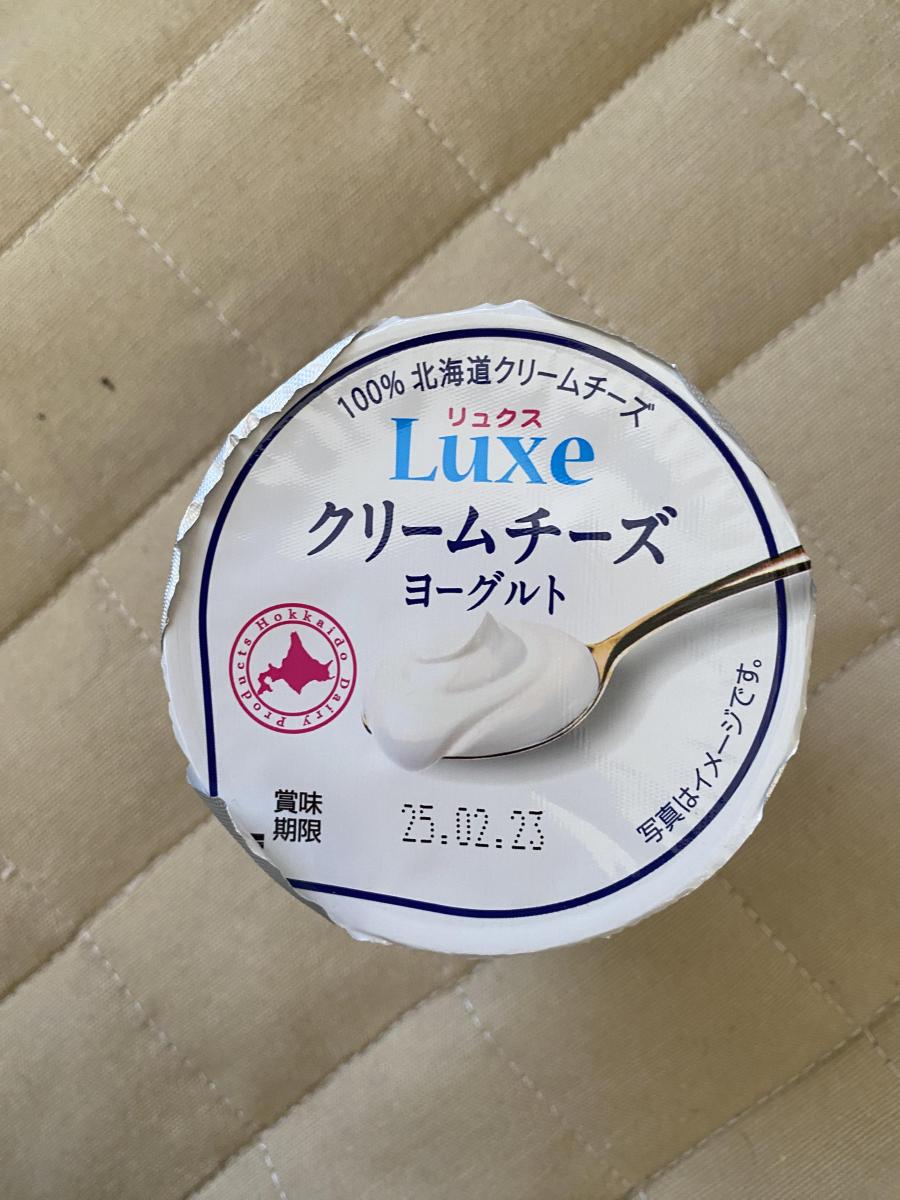 100% 北海道クリームチーズ
リュクス
Luxe
クリームチーズ
ヨーグルト
Hokkaido Dairy Products
賞味
期限
25.02.23
写真はイメージです。